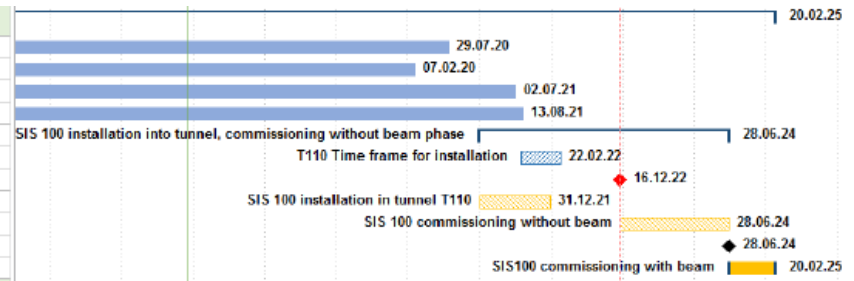 20.02.25
29.07.20
07.02.20
02.07.21
13.08.21
SIS 100 installation into tunnel, commissioning without beam phase 28.06.24
T110 Time frame for installation 22.02.22
16.12.22
SIS 100 installation in tunnel T110 31.12.21
SIS 100 commissioning without beam 28.06.24
28.06.24
SIS100 commissioning with beam 20.02.25